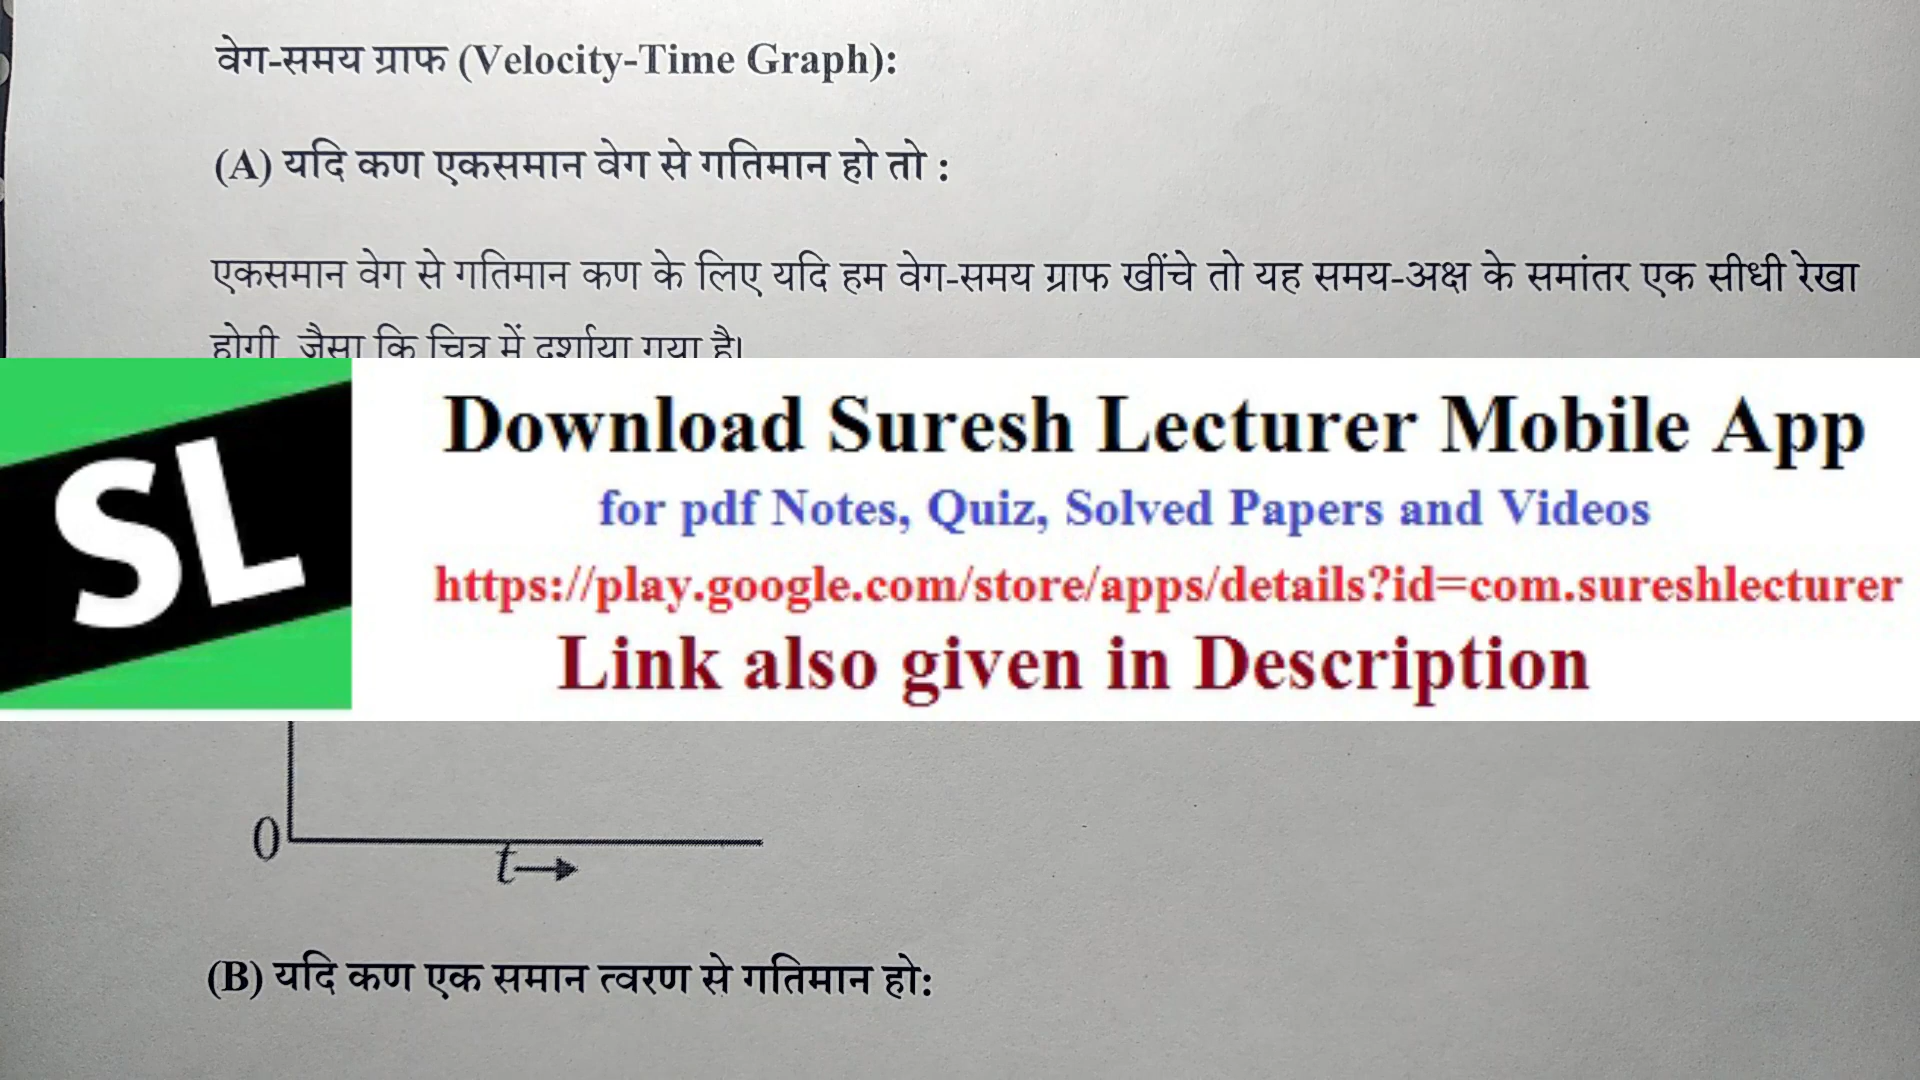 वेग-समय ग्राफ (Velocity-Time Graph):
(A) यदि कण एकसमान वेग से गतिमान हो तो :
एकसमान वेग से गतिमान कण के लिए यदि हम वेग-समय ग्राफ खींचे तो यह समय-अक्ष के समांतर एक सीधी रेखा
होगी जैसा कि चित्र में दर्शाया गया है।
SL
Download Suresh Lecturer Mobile App
for pdf Notes, Quiz, Solved Papers and Videos
https://play.google.com/store/apps/details?id=com.sureshlecturer
Link also given in Description
0
t→
(B) यदि कण एक समान त्वरण से गतिमान हो: